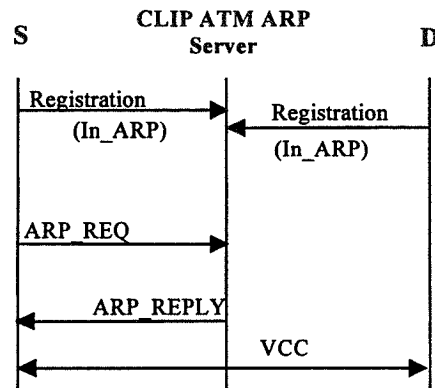 S
CLIP ATM ARP
Server
D
Registration
(In_ARP)
Registration
(In_ARP)
ARP_REQ
ARP_REPLY
VCC